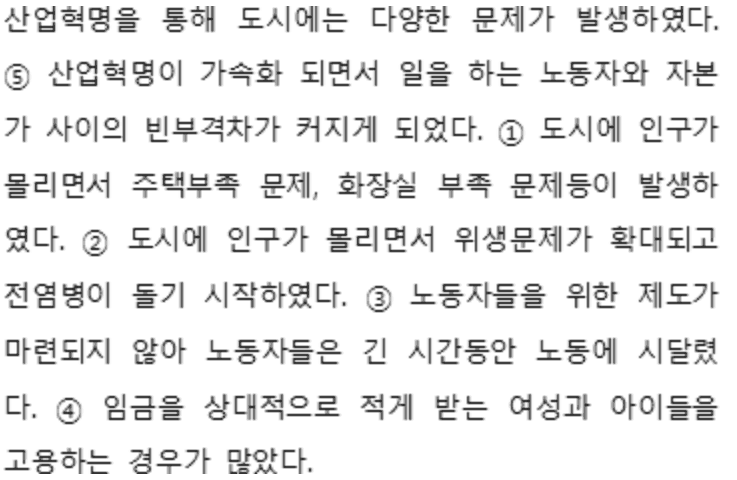 산업혁명을 통해 도시에는 다양한 문제가 발생하였다.
⑤ 산업혁명이 가속화 되면서 일을 하는 노동자와 자본
가 사이의 빈부격차가 커지게 되었다. ① 도시에 인구가
몰리면서 주택부족 문제, 화장실 부족 문제등이 발생하
였다. ② 도시에 인구가 몰리면서 위생문제가 확대되고
전염병이 돌기 시작하였다. ③ 노동자들을 위한 제도가
마련되지 않아 노동자들은 긴 시간동안 노동에 시달렸
다. ④ 임금을 상대적으로 적게 받는 여성과 아이들을
고용하는 경우가 많았다.